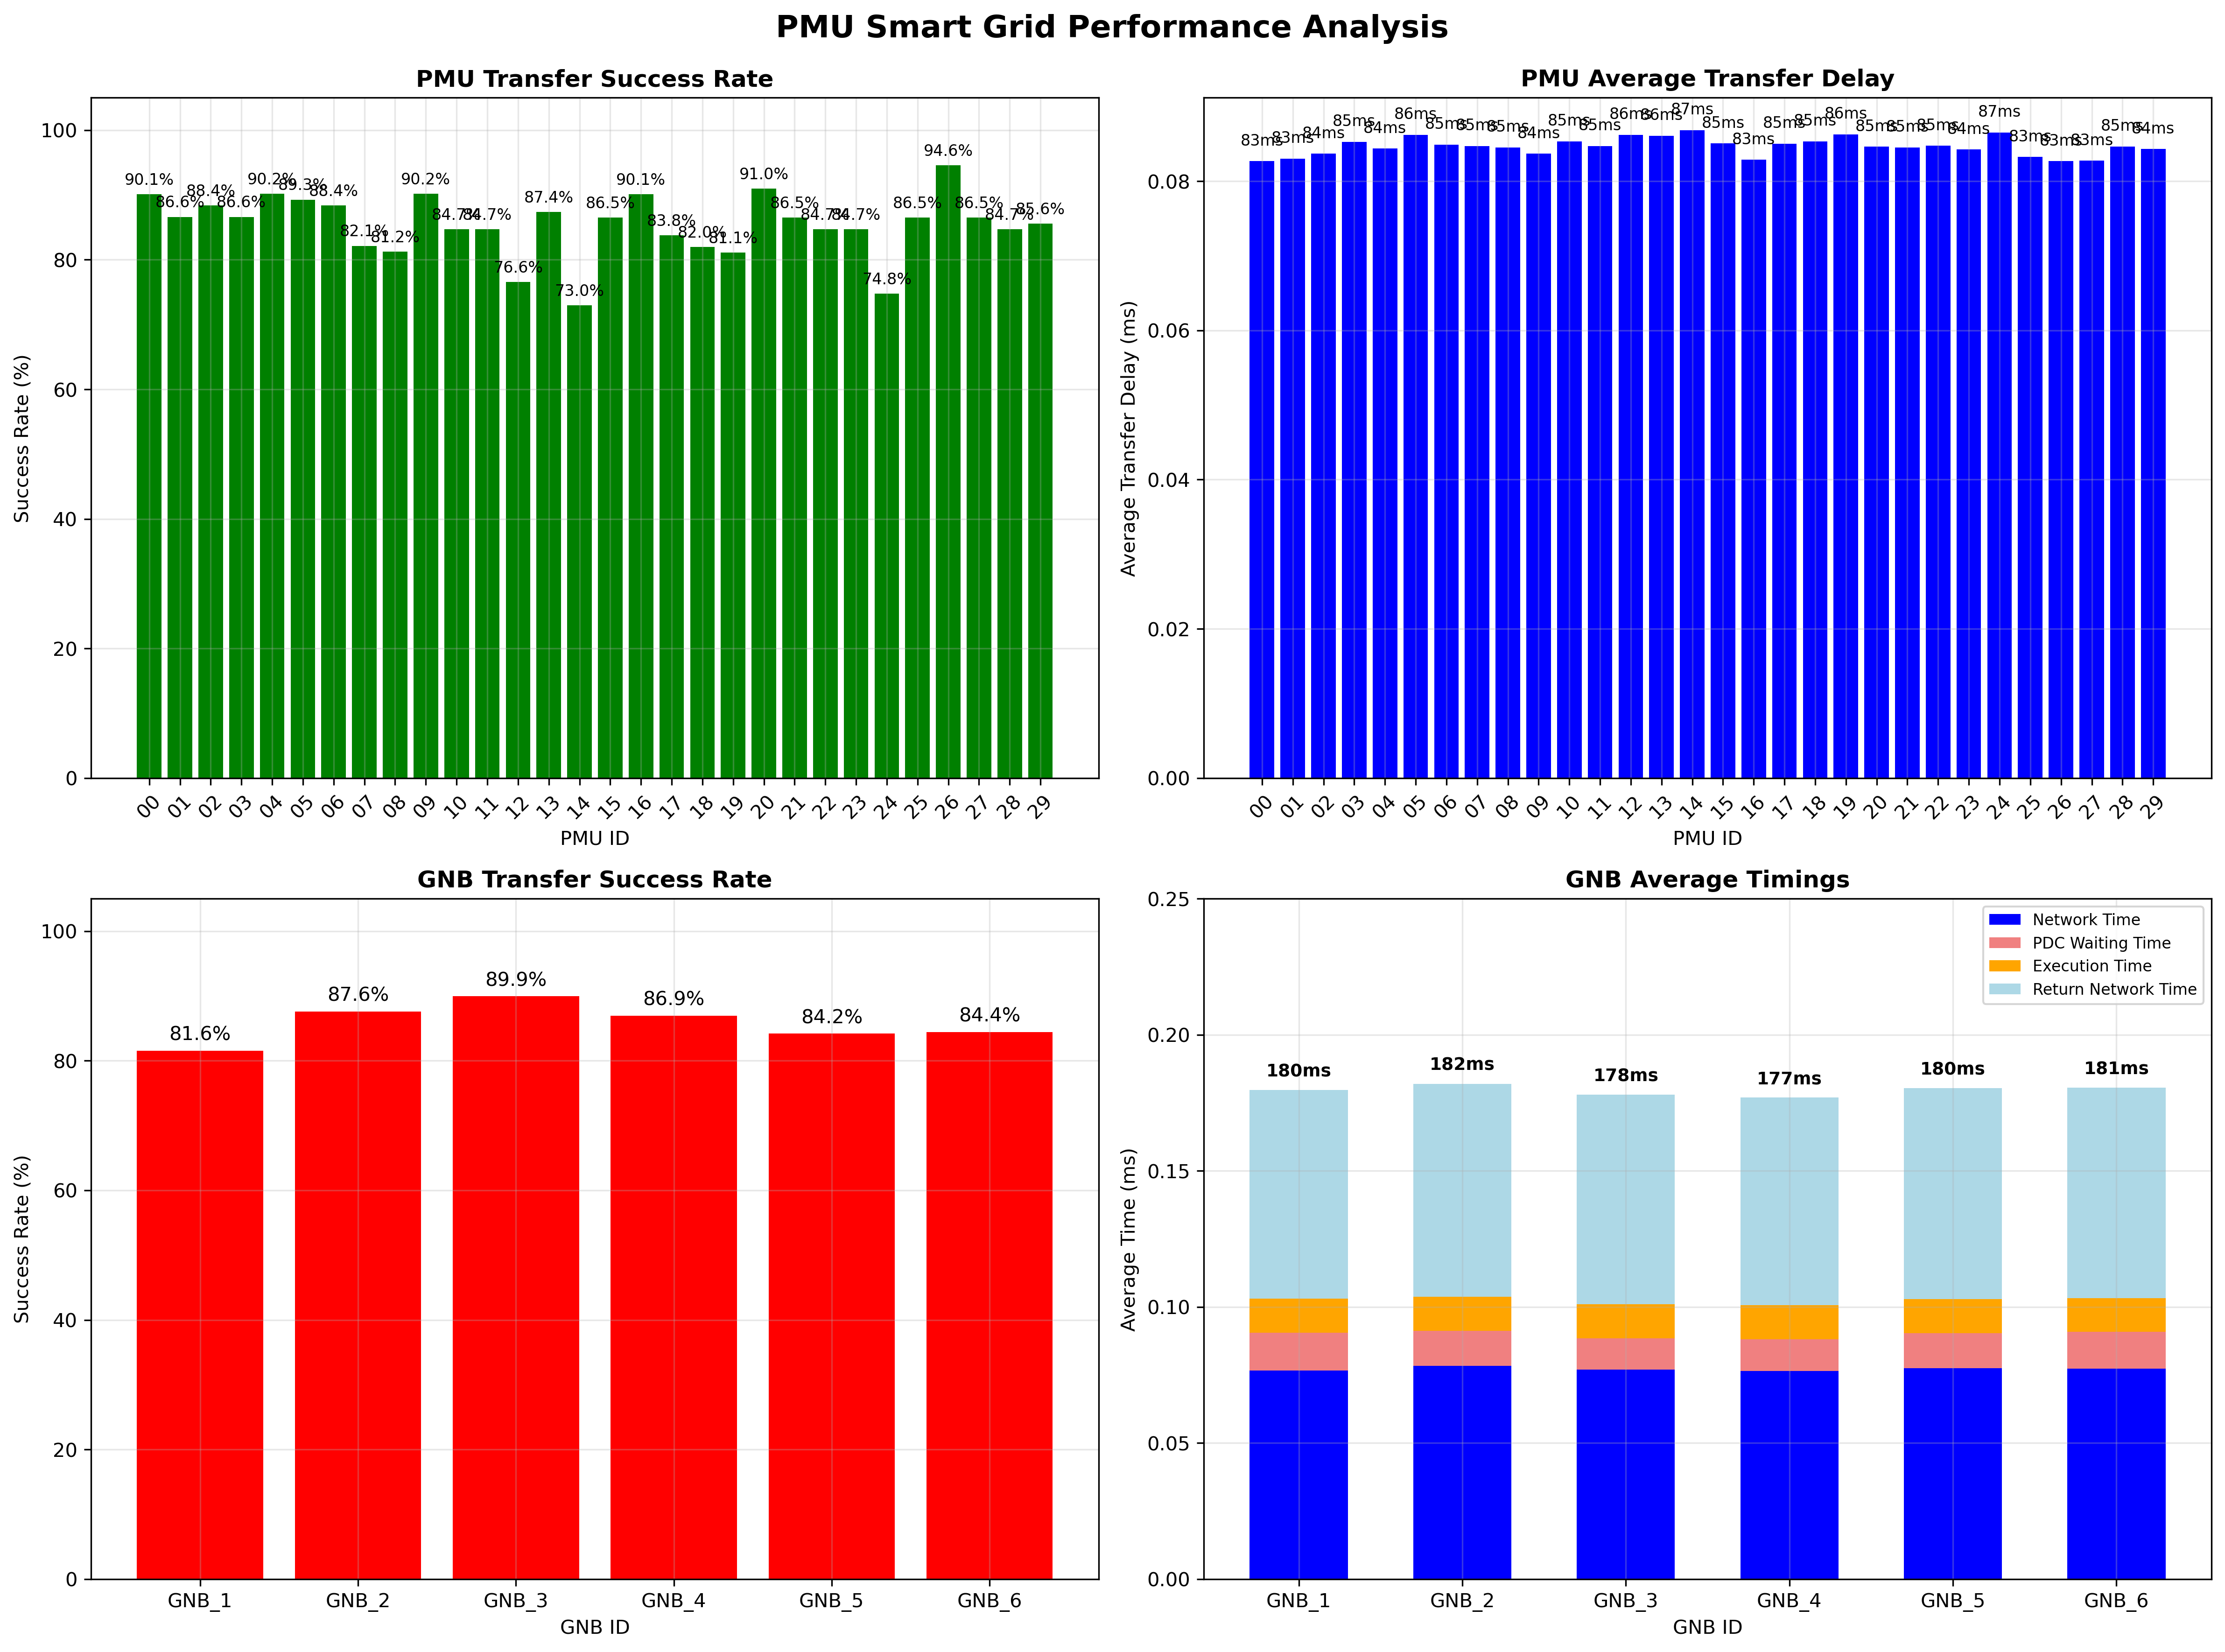 PMU Smart Grid Performance Analysis
PMU Transfer Success Rate
Success Rate (%)
100
80
60
40
20
0
90.1%
86.6%
88.4%
86.6%
90.2%
89.3%
88.4%
82.1%
81.2%
90.2%
84.7%
84.7%
76.6%
87.4%
73.0%
86.5%
90.1%
83.8%
82.0%
81.1%
91.0%
86.5%
84.7%
84.7%
74.8%
86.5%
94.6%
86.5%
84.7%
85.6%
00 01 02 03 04 05 06 07 08 09 10 11 12 13 14 15 16 17 18 19 20 21 22 23 24 25 26 27 28 29
PMU ID
PMU Average Transfer Delay
Average Transfer Delay (ms)
0.08
0.06
0.04
0.02
0.00
83ms
83ms
84ms
85ms
84ms
86ms
85ms
85ms
85ms
84ms
85ms
85ms
86ms
86ms
87ms
85ms
83ms
85ms
85ms
86ms
85ms
85ms
85ms
84ms
87ms
83ms
83ms
83ms
85ms
84ms
00 01 02 03 04 05 06 07 08 09 10 11 12 13 14 15 16 17 18 19 20 21 22 23 24 25 26 27 28 29
PMU ID
GNB Transfer Success Rate
Success Rate (%)
100
80
60
40
20
0
81.6%
87.6%
89.9%
86.9%
84.2%
84.4%
GNB_1 GNB_2 GNB_3 GNB_4 GNB_5 GNB_6
GNB ID
GNB Average Timings
Average Time (ms)
0.25
0.20
0.15
0.10
0.05
0.00
Network Time
PDC Waiting Time
Execution Time
Return Network Time
180ms
182ms
178ms
177ms
180ms
181ms
GNB_1 GNB_2 GNB_3 GNB_4 GNB_5 GNB_6
GNB ID